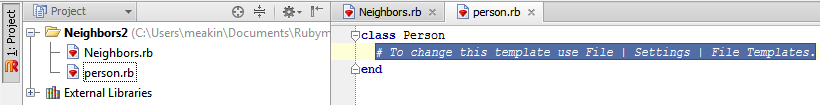 1: Project
Project
Neighbors2 (C:\Users\meakin\Documents\Rubym
Neighbors.rb
person.rb
External Libraries
Neighbors.rb
person.rb
class Person
# To change this template use File | Settings | File Templates.
end